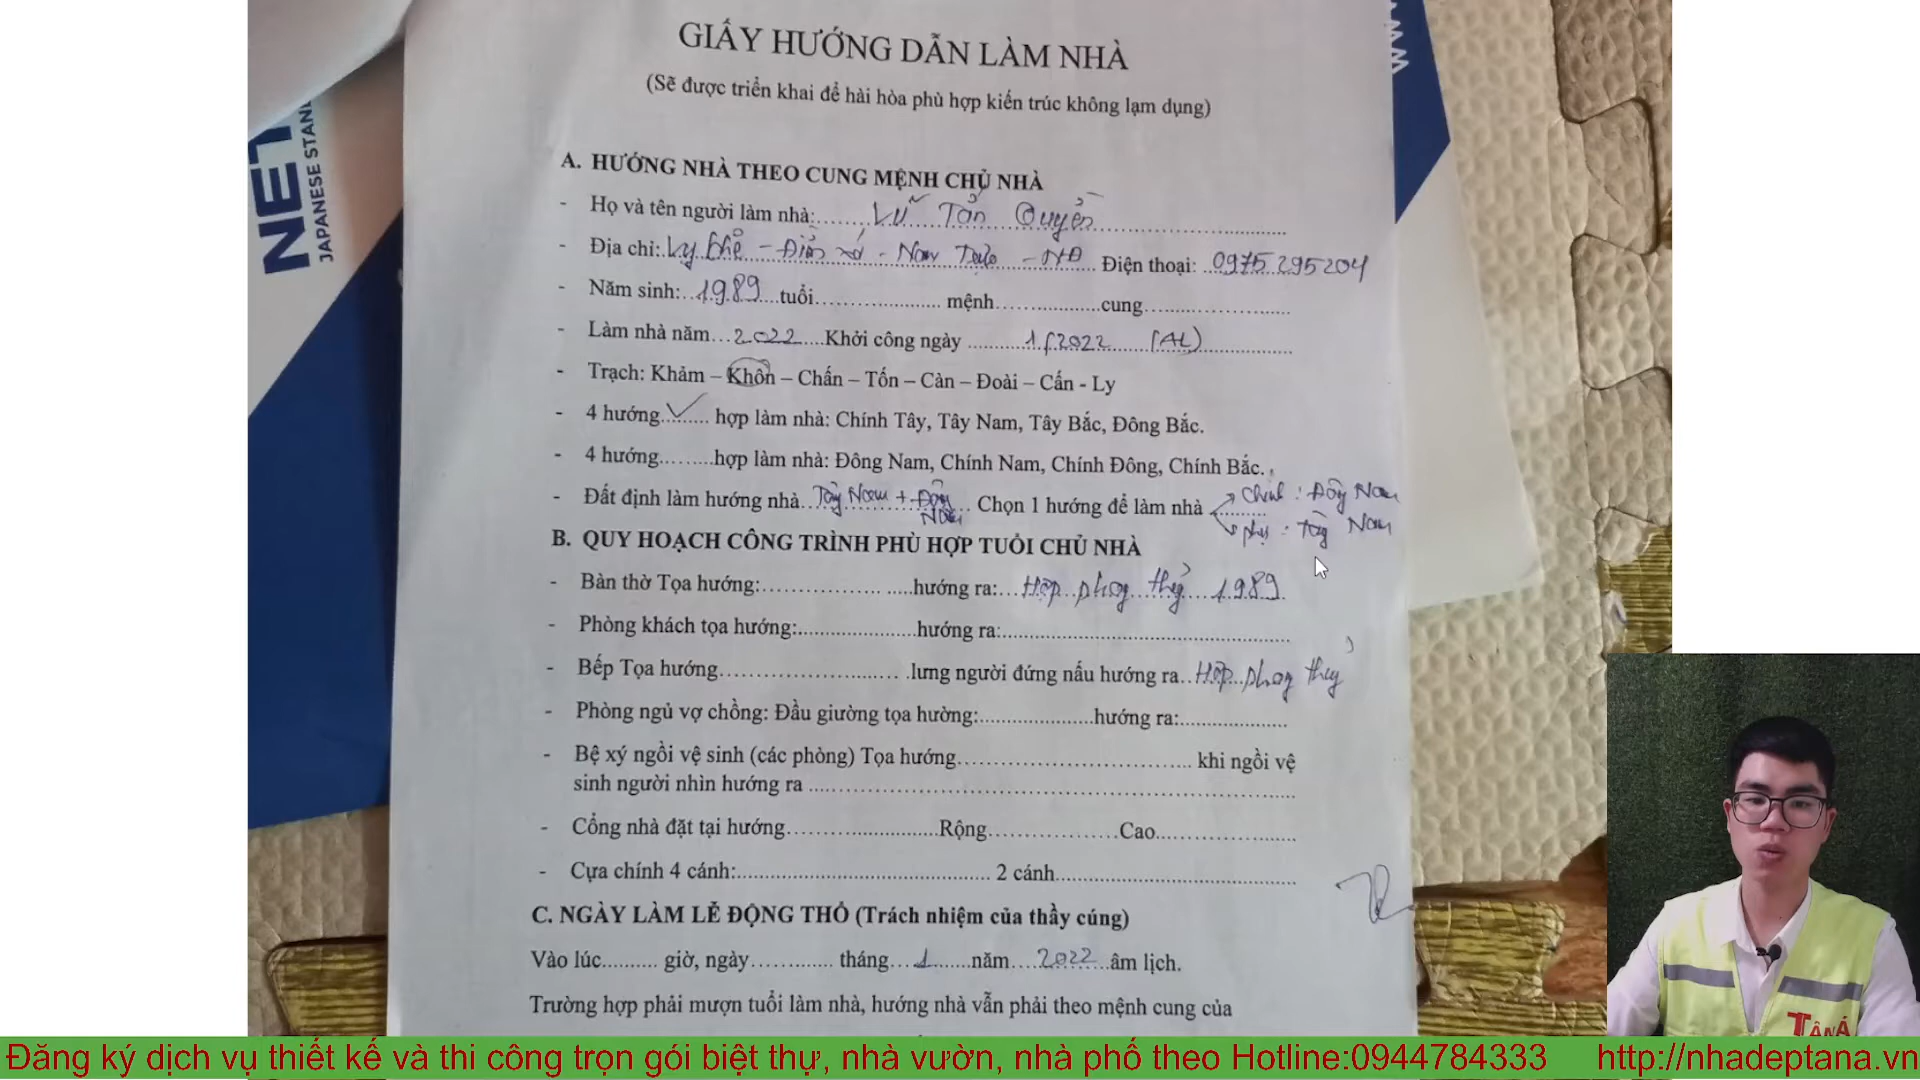 GIẤY HƯỚNG DẪN LÀM NHÀ
(Sẽ được triển khai để hài hòa phù hợp kiến trúc không lạm dụng)
WWW
NET
JAPANESE STAN
A. HƯỚNG NHÀ THEO CUNG MỆNH CHỦ NHÀ
- Họ và tên người làm nhà:.......Vũ Tấn Quyền..............................
- Địa chỉ: - Điền xá - Nam Trực - NĐ Điện thoại: ..0975 295204
- Năm sinh:..1989...tuổi...................... mệnh..................cung..........................
- Làm nhà năm...2022....Khởi công ngày ..........1/2022 (AL)...............
- Trạch: Khảm – Khôn – Chấn – Tốn – Càn – Đoài – Cấn - Ly
- 4 hướng...✓..... hợp làm nhà: Chính Tây, Tây Nam, Tây Bắc, Đông Bắc.
- 4 hướng.........hợp làm nhà: Đông Nam, Chính Nam, Chính Đông, Chính Bắc.
- Đất định làm hướng nhà..Tây Nam + Đông Nam.. Chọn 1 hướng để làm nhà ......... chính : Đông Nam
phụ : Tây Nam
B. QUY HOẠCH CÔNG TRÌNH PHÙ HỢP TUỔI CHỦ NHÀ
- Bàn thờ Tọa hướng:..........................hướng ra:...Hợp phong thủy 1989.
- Phòng khách tọa hướng:.....................hướng ra:................................................
- Bếp Tọa hướng.............................. .lưng người đứng nấu hướng ra..Hợp phong thủy
- Phòng ngủ vợ chồng: Đầu giường tọa hường:....................hướng ra:...................
- Bệ xý ngồi vệ sinh (các phòng) Tọa hướng........................................ khi ngồi vệ
sinh người nhìn hướng ra ..................................................................................
- Cổng nhà đặt tại hướng..........................Rộng......................Cao........................
- Cựa chính 4 cánh:........................................... 2 cánh.........................................
C. NGÀY LÀM LỄ ĐỘNG THỔ (Trách nhiệm của thầy cúng)
Vào lúc.......... giờ, ngày.............. tháng....1.......năm....2022..âm lịch.
Trường hợp phải mượn tuổi làm nhà, hướng nhà vẫn phải theo mệnh cung của
TÂN Á
Đăng ký dịch vụ thiết kế và thi công trọn gói biệt thự, nhà vườn, nhà phố theo Hotline:0944784333 http://nhadeptana.vn